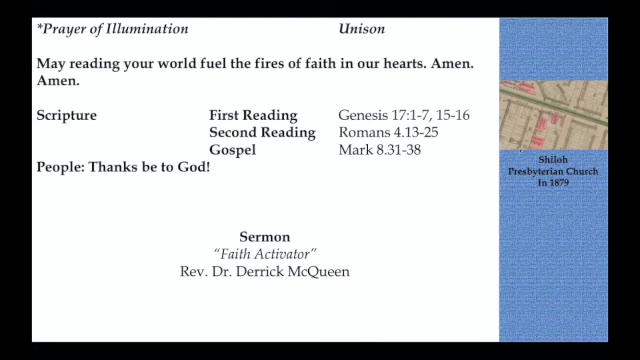 *Prayer of Illumination Unison
May reading your world fuel the fires of faith in our hearts. Amen.
Amen.
Scripture First Reading Genesis 17:1-7, 15-16
Second Reading Romans 4.13-25
Gospel Mark 8.31-38
People: Thanks be to God!
Sermon
“Faith Activator”
Rev. Dr. Derrick McQueen
Shiloh
Presbyterian Church
In 1879